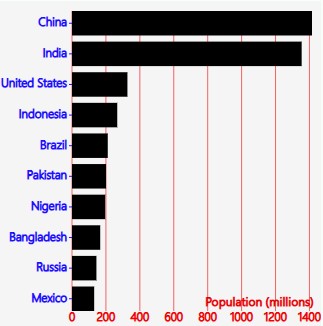 China
India
United States
Indonesia
Brazil
Pakistan
Nigeria
Bangladesh
Russia
Mexico
Population (millions)
0 200 400 600 800 1000 1200 1400